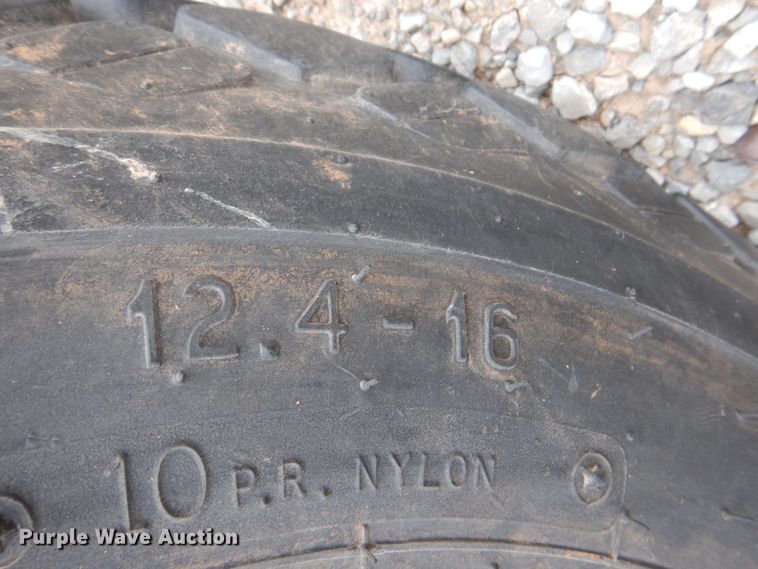 12.4-16
10 P.R. NYLON
Purple Wave Auction